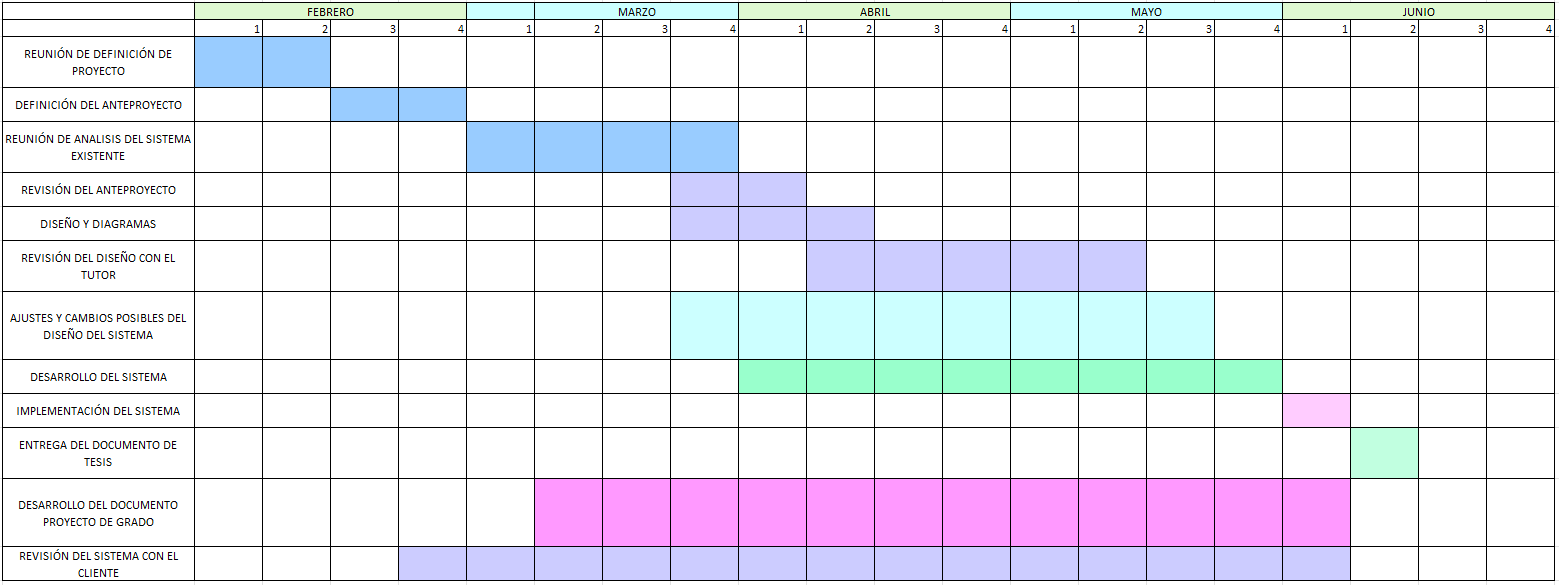 FEBRERO MARZO ABRIL MAYO JUNIO
1 2 3 4 1 2 3 4 1 2 3 4 1 2 3 4 1 2 3 4
REUNIÓN DE DEFINICIÓN DE
PROYECTO
DEFINICIÓN DEL ANTEPROYECTO
REUNIÓN DE ANALISIS DEL SISTEMA
EXISTENTE
REVISIÓN DEL ANTEPROYECTO
DISEÑO Y DIAGRAMAS
REVISIÓN DEL DISEÑO CON EL
TUTOR
AJUSTES Y CAMBIOS POSIBLES DEL
DISEÑO DEL SISTEMA
DESARROLLO DEL SISTEMA
IMPLEMENTACIÓN DEL SISTEMA
ENTREGA DEL DOCUMENTO DE
TESIS
DESARROLLO DEL DOCUMENTO
PROYECTO DE GRADO
REVISIÓN DEL SISTEMA CON EL
CLIENTE